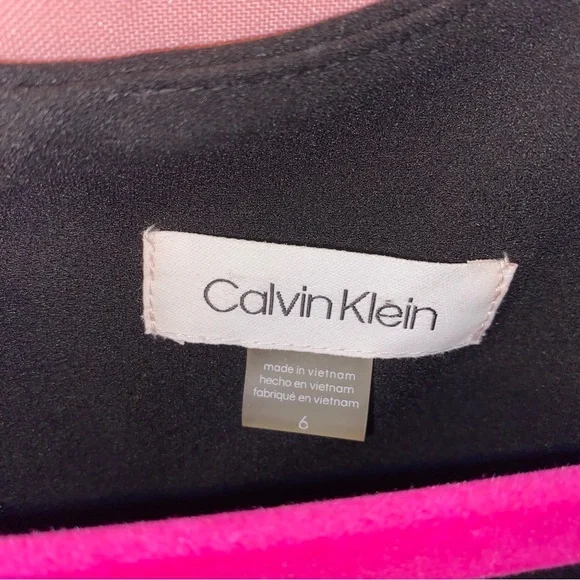 Calvin Klein
made in vietnam
hecho en vietnam
fabriqué en vietnam
6